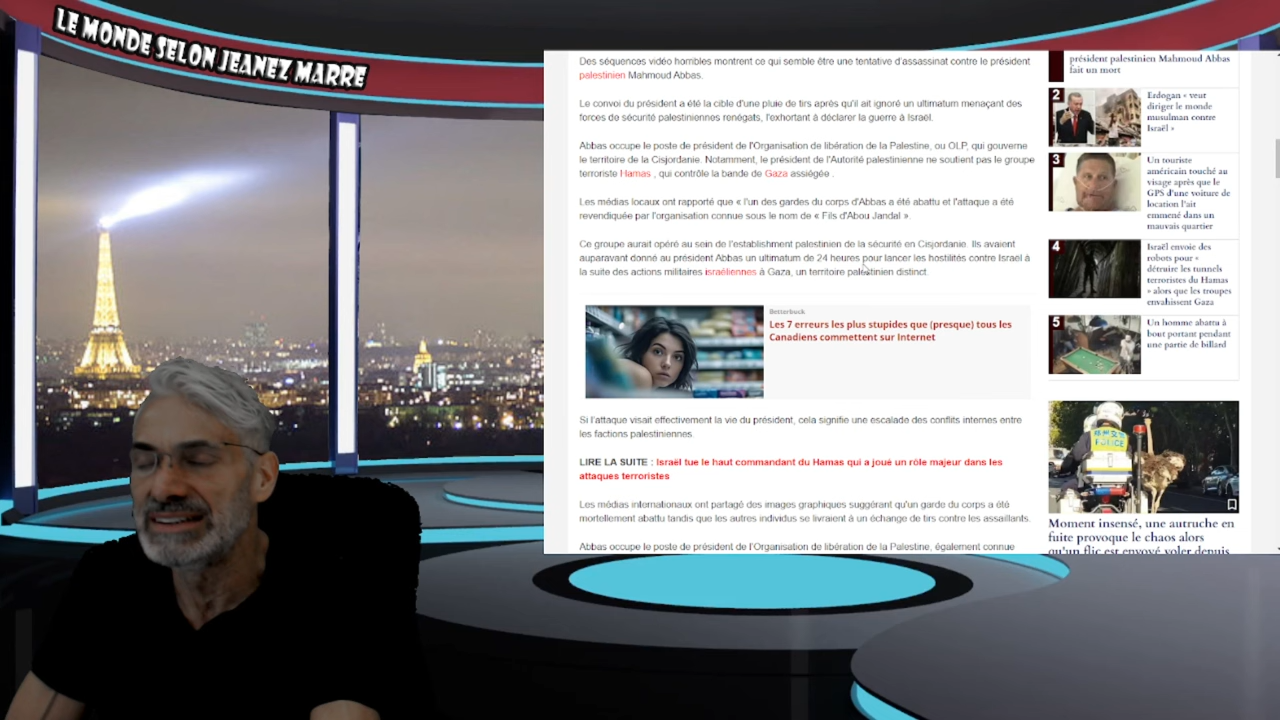 LE MONDE SELON JEANEZ MARRE
Des séquences vidéo horribles montrent ce qui semble être une tentative d'assassinat contre le président
palestinien Mahmoud Abbas.
Le convoi du président a été la cible d'une pluie de tirs après qu'il ait ignoré un ultimatum menaçant des
forces de sécurité palestiniennes renégats, l'exhortant à déclarer la guerre à Israël.
Abbas occupe le poste de président de l'Organisation de libération de la Palestine, ou OLP, qui gouverne
le territoire de la Cisjordanie. Notamment, le président de l'Autorité palestinienne ne soutient pas le groupe
terroriste Hamas , qui contrôle la bande de Gaza assiégée .
Les médias locaux ont rapporté que « l'un des gardes du corps d'Abbas a été abattu et l'attaque a été
revendiquée par l'organisation connue sous le nom de « Fils d'Abou Jandal ».
Ce groupe aurait opéré au sein de l'establishment palestinien de la sécurité en Cisjordanie. Ils avaient
auparavant donné au président Abbas un ultimatum de 24 heures pour lancer les hostilités contre Israël à
la suite des actions militaires israéliennes à Gaza, un territoire palestinien distinct.
Betterbuck
Les 7 erreurs les plus stupides que (presque) tous les
Canadiens commettent sur Internet
Si l'attaque visait effectivement la vie du président, cela signifie une escalade des conflits internes entre
les factions palestiniennes.
LIRE LA SUITE : Israël tue le haut commandant du Hamas qui a joué un rôle majeur dans les
attaques terroristes
Les médias internationaux ont partagé des images graphiques suggérant qu'un garde du corps a été
mortellement abattu tandis que les autres individus se livraient à un échange de tirs contre les assaillants.
Abbas occupe le poste de président de l'Organisation de libération de la Palestine, également connue
président palestinien Mahmoud Abbas
fait un mort
2
Erdogan « veut
diriger le monde
musulman contre
Israël »
3
Un touriste
américain touché au
visage après que le
GPS d'une voiture de
location l'ait
emmené dans un
mauvais quartier
4
Israël envoie des
robots pour «
détruire les tunnels
terroristes du Hamas
» alors que les troupes
envahissent Gaza
5
Un homme abattu à
bout portant pendant
une partie de billard
POLICE
Moment insensé, une autruche en
fuite provoque le chaos alors
qu'un flic est envoyé voler depuis